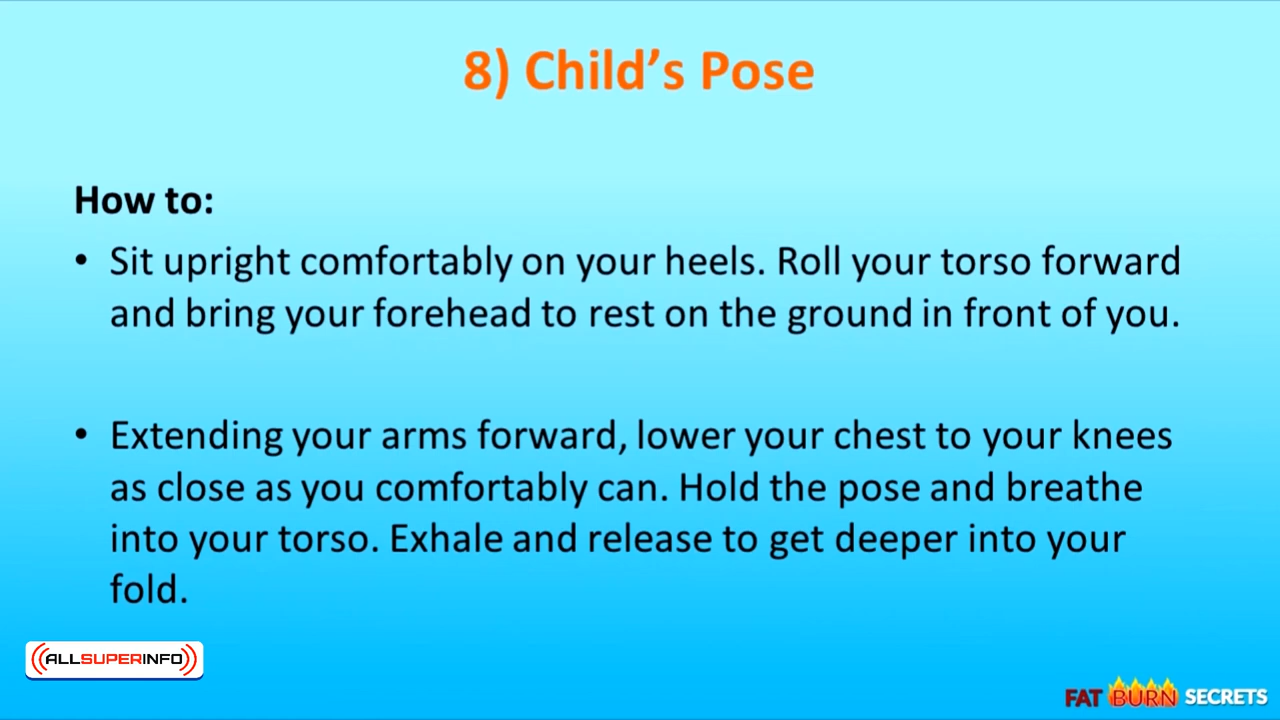 8) Child’s Pose
How to:
• Sit upright comfortably on your heels. Roll your torso forward
and bring your forehead to rest on the ground in front of you.
• Extending your arms forward, lower your chest to your knees
as close as you comfortably can. Hold the pose and breathe
into your torso. Exhale and release to get deeper into your
fold.
ALLSUPERINFO
FAT BURN SECRETS